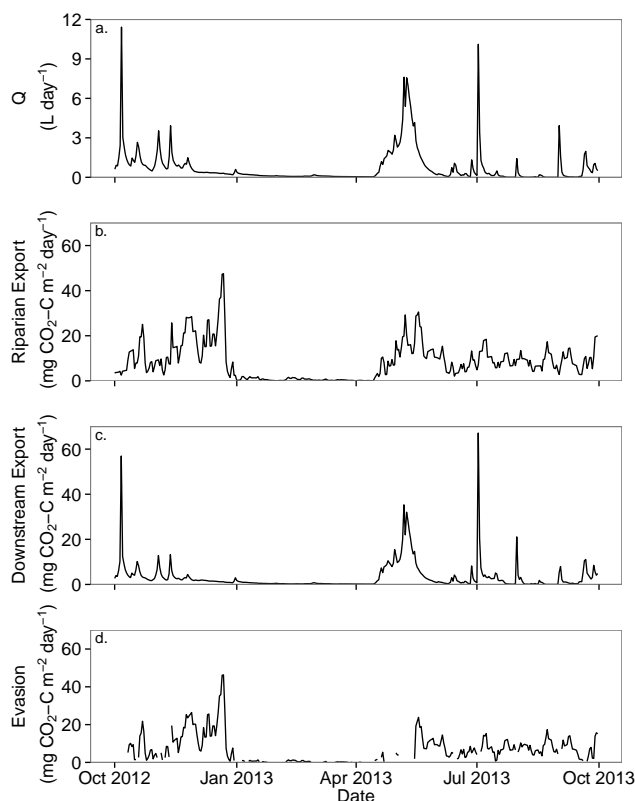 a.
12
9
6
3
0
Q
(L day⁻¹)
b.
60
40
20
0
Riparian Export
(mg CO₂–C m⁻² day⁻¹)
c.
60
40
20
0
Downstream Export
(mg CO₂–C m⁻² day⁻¹)
d.
60
40
20
0
Evasion
(mg CO₂–C m⁻² day⁻¹)
Oct 2012 Jan 2013 Apr 2013 Jul 2013 Oct 2013
Date